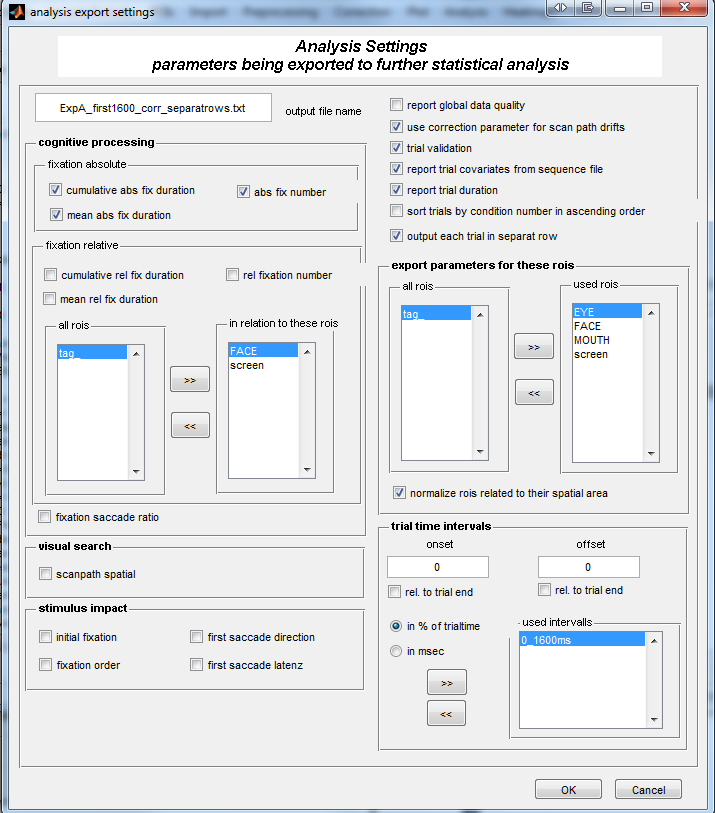 analysis export settings
Analysis Settings
parameters being exported to further statistical analysis
ExpA_first1600_corr_separatrows.txt
output file name
cognitive processing
fixation absolute
cumulative abs fix duration
abs fix number
mean abs fix duration
fixation relative
cumulative rel fix duration
rel fixation number
mean rel fix duration
all rois
tag_
>>
<<
in relation to these rois
FACE
screen
fixation saccade ratio
visual search
scanpath spatial
stimulus impact
initial fixation
first saccade direction
fixation order
first saccade latenz
report global data quality
use correction parameter for scan path drifts
trial validation
report trial covariates from sequence file
report trial duration
sort trials by condition number in ascending order
output each trial in separat row
export parameters for these rois
all rois
tag_
>>
<<
used rois
EYE
FACE
MOUTH
screen
normalize rois related to their spatial area
trial time intervals
onset
offset
0
0
rel. to trial end
rel. to trial end
in % of trialtime
in msec
>>
<<
used intervalls
0_1600ms
OK
Cancel